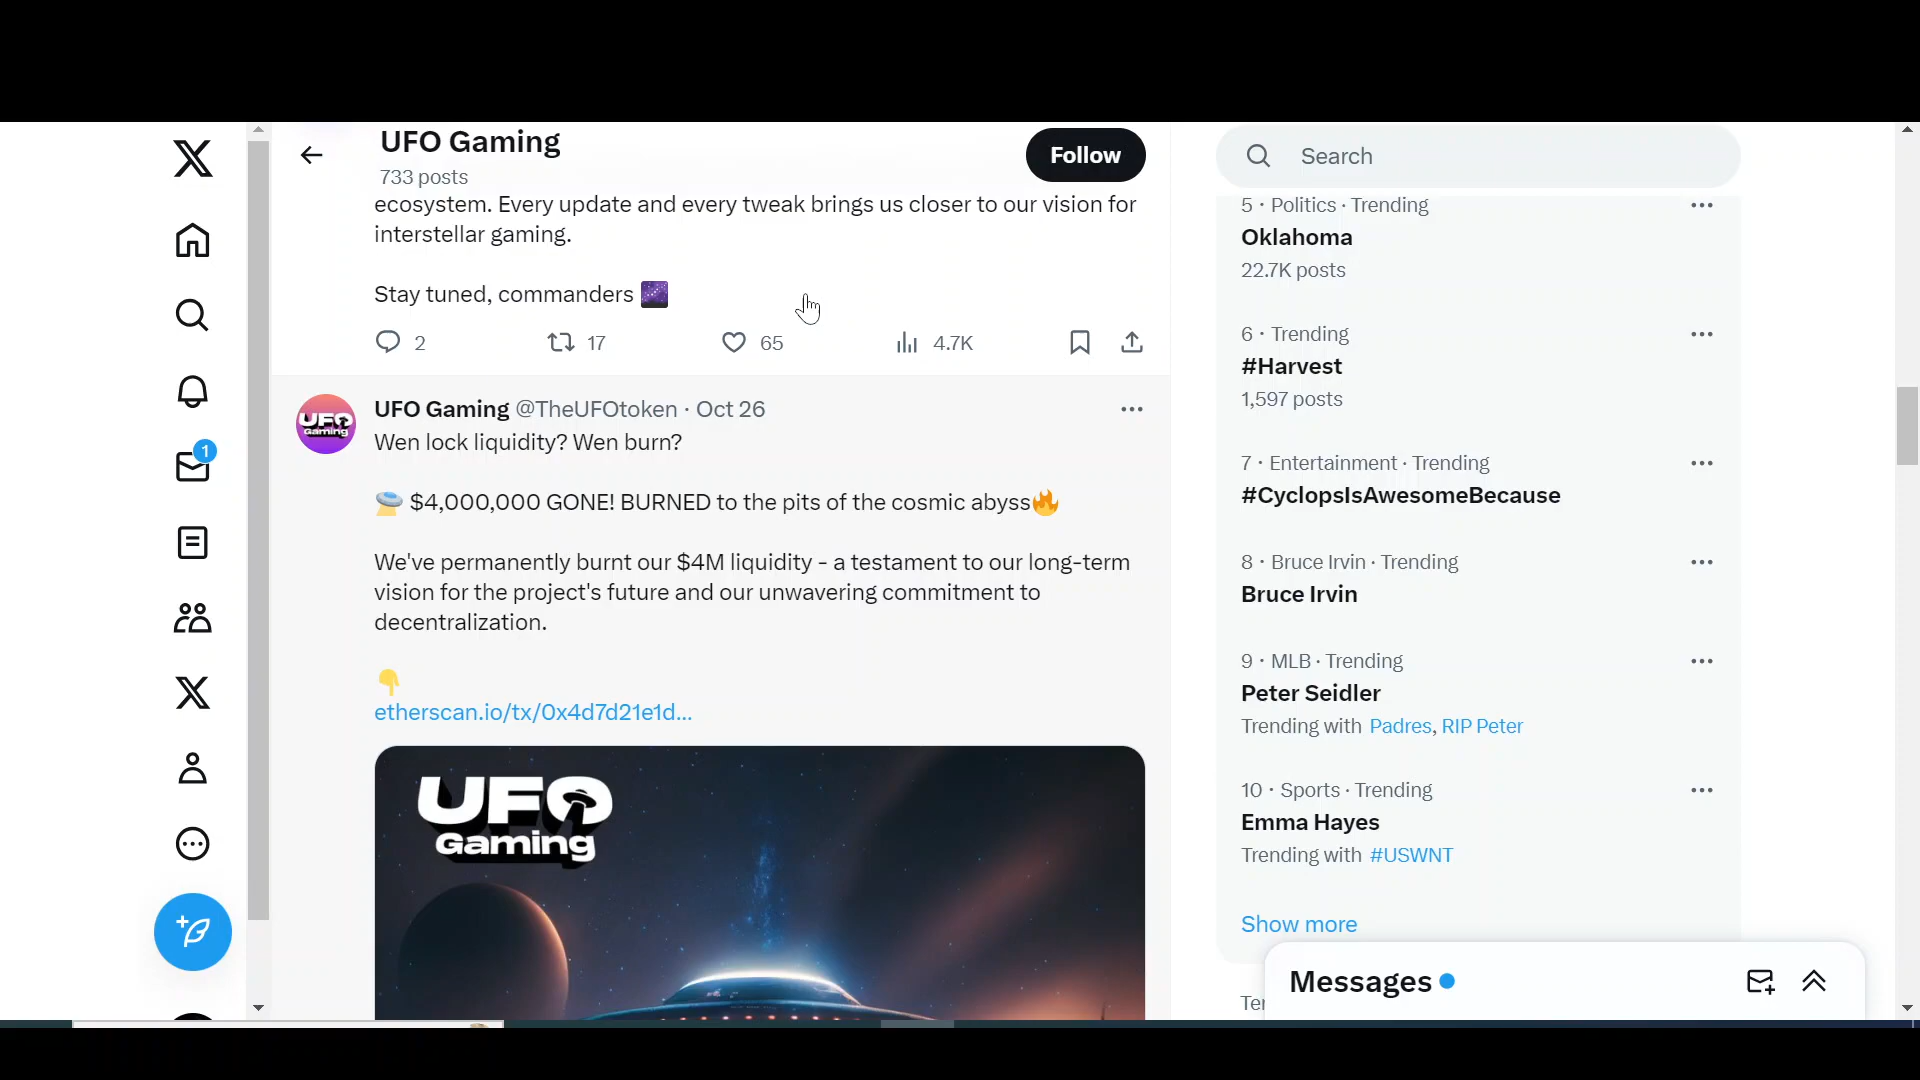 UFO Gaming
733 posts
Follow
ecosystem. Every update and every tweak brings us closer to our vision for
interstellar gaming.
Stay tuned, commanders
2 17 65 4.7K
UFO Gaming
UFO Gaming @TheUFOtoken · Oct 26
Wen lock liquidity? Wen burn?
$4,000,000 GONE! BURNED to the pits of the cosmic abyss
We've permanently burnt our $4M liquidity - a testament to our long-term
vision for the project's future and our unwavering commitment to
decentralization.
etherscan.io/tx/0x4d7d21e1d...
UFO
Gaming
1
Search
5 · Politics · Trending
Oklahoma
22.7K posts
6 · Trending
#Harvest
1,597 posts
7 · Entertainment · Trending
#CyclopsIsAwesomeBecause
8 · Bruce Irvin · Trending
Bruce Irvin
9 · MLB · Trending
Peter Seidler
Trending with Padres, RIP Peter
10 · Sports · Trending
Emma Hayes
Trending with #USWNT
Show more
Messages